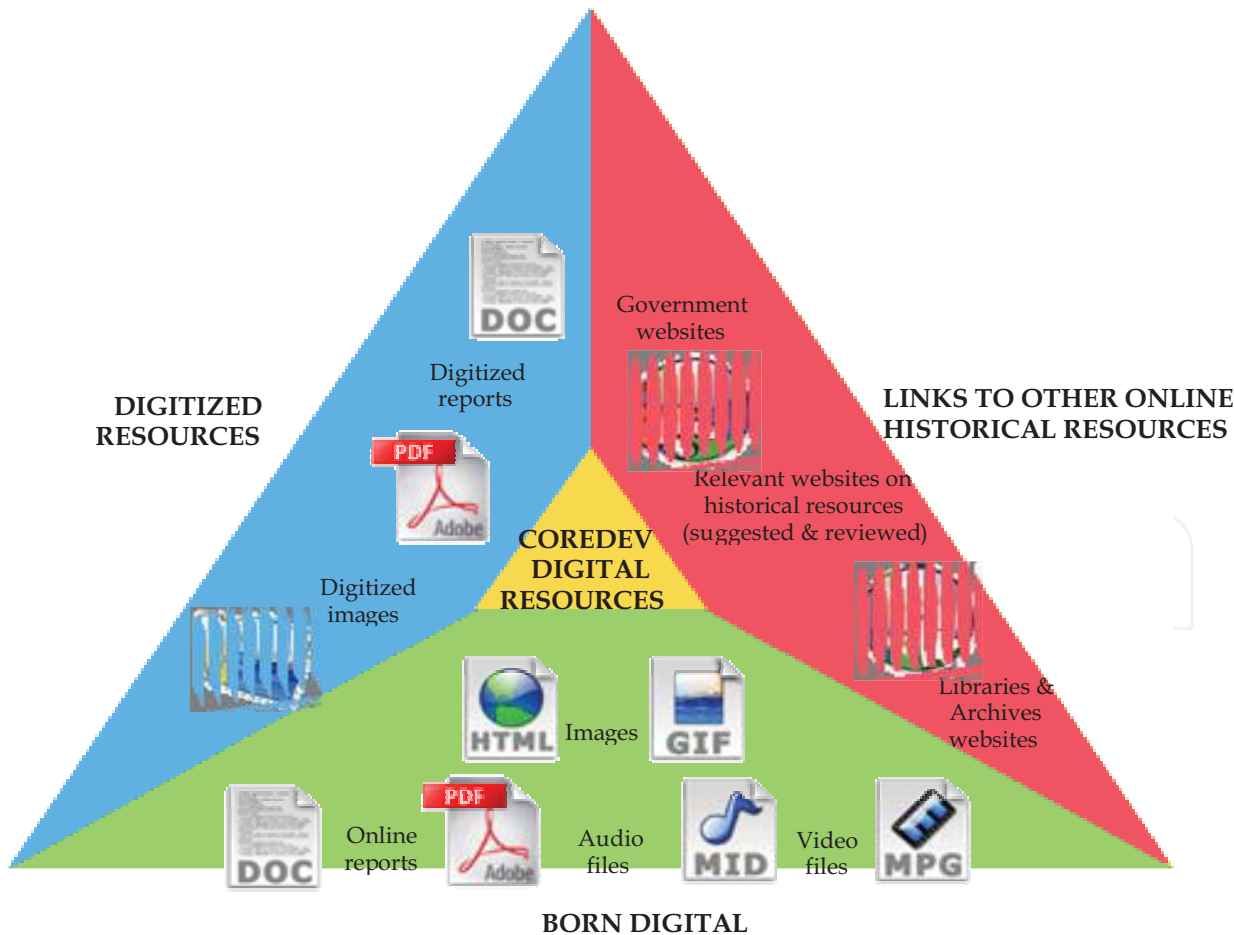 DOC
Digitized
reports
DIGITIZED
RESOURCES
PDF
Adobe
Digitized
images
Government
websites
LINKS TO OTHER ONLINE
HISTORICAL RESOURCES
Relevant websites on
historical resources
(suggested & reviewed)
Libraries &
Archives
websites
COREDEV
DIGITAL
RESOURCES
HTML
Images
GIF
DOC
Online
reports
PDF
Adobe
Audio
files
MID
Video
files
MPG
BORN DIGITAL